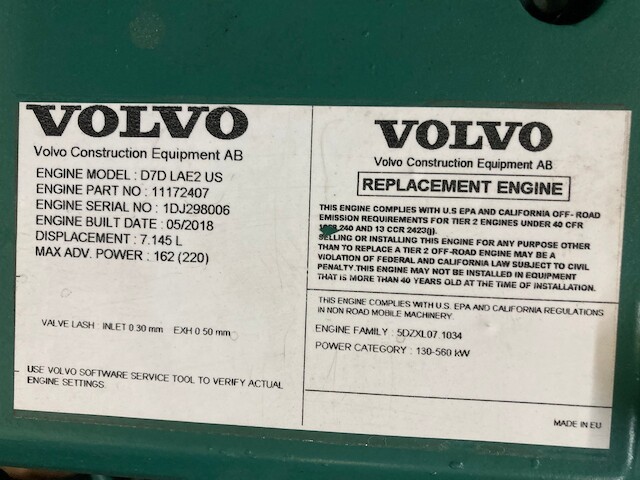 VOLVO
Volvo Construction Equipment AB
ENGINE MODEL : D7D LAE2 US
ENGINE PART NO : 11172407
ENGINE SERIAL NO : 1DJ298006
ENGINE BUILT DATE : 05/2018
DISPLACEMENT : 7.145 L
MAX ADV. POWER : 162 (220)
VALVE LASH : INLET 0.30 mm EXH 0.50 mm
USE VOLVO SOFTWARE SERVICE TOOL TO VERIFY ACTUAL
ENGINE SETTINGS.
VOLVO
Volvo Construction Equipment AB
REPLACEMENT ENGINE
THIS ENGINE COMPLIES WITH U.S EPA AND CALIFORNIA OFF- ROAD
EMISSION REQUIREMENTS FOR TIER 2 ENGINES UNDER 40 CFR
240 AND 13 CCR 2423(j).
SELLING OR INSTALLING THIS ENGINE FOR ANY PURPOSE OTHER
THAN TO REPLACE A TIER 2 OFF-ROAD ENGINE MAY BE A
VIOLATION OF FEDERAL AND CALIFORNIA LAW SUBJECT TO CIVIL
PENALTY.THIS ENGINE MAY NOT BE INSTALLED IN EQUIPMENT
THAT IS MORE THAN 40 YEARS OLD AT THE TIME OF INSTALLATION.
THIS ENGINE COMPLIES WITH U.S. EPA AND CALIFORNIA REGULATIONS
IN NON ROAD MOBILE MACHINERY.
ENGINE FAMILY : 5DZXL07.1034
POWER CATEGORY : 130-560 kW
MADE IN EU